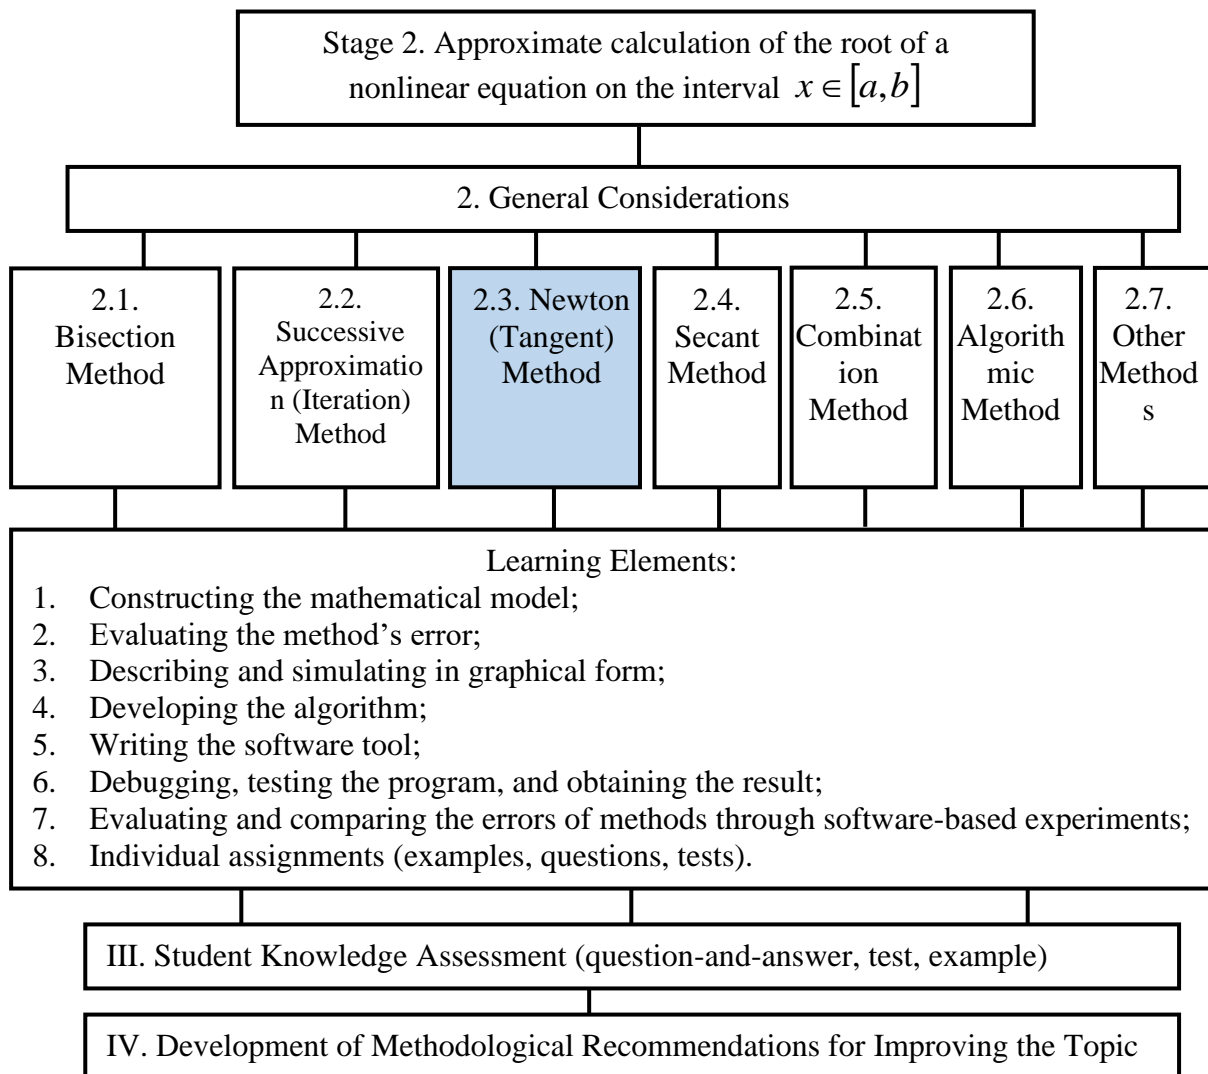 Stage 2. Approximate calculation of the root of a
nonlinear equation on the interval x ∈ [a, b]
2. General Considerations
2.1.
Bisection
Method
2.2.
Successive
Approximatio
n (Iteration)
Method
2.3. Newton
(Tangent)
Method
2.4.
Secant
Method
2.5.
Combinat
ion
Method
2.6.
Algorith
mic
Method
2.7.
Other
Method
s
Learning Elements:
1. Constructing the mathematical model;
2. Evaluating the method’s error;
3. Describing and simulating in graphical form;
4. Developing the algorithm;
5. Writing the software tool;
6. Debugging, testing the program, and obtaining the result;
7. Evaluating and comparing the errors of methods through software-based experiments;
8. Individual assignments (examples, questions, tests).
III. Student Knowledge Assessment (question-and-answer, test, example)
IV. Development of Methodological Recommendations for Improving the Topic